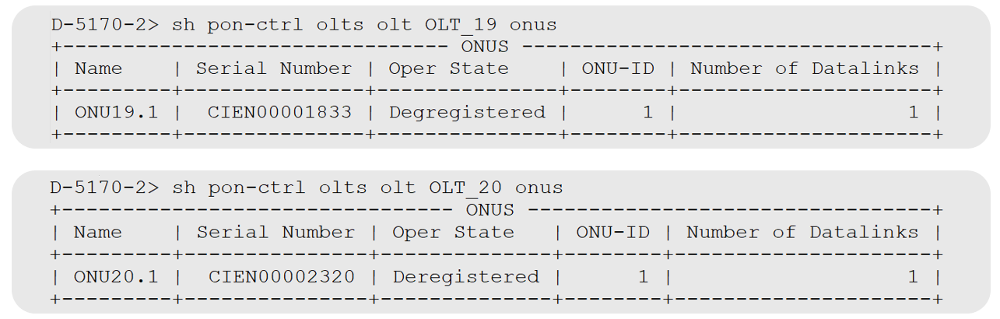 D-5170-2> sh pon-ctrl olts olt OLT_19 onus
+-------------------------------- ONUS ----------------------------------+
| Name    | Serial Number | Oper State    | ONU-ID | Number of Datalinks |
+---------+---------------+---------------+--------+---------------------+
| ONU19.1 |  CIEN00001833 | Degregistered |      1 |                   1 |
+---------+---------------+---------------+--------+---------------------+
D-5170-2> sh pon-ctrl olts olt OLT_20 onus
+-------------------------------- ONUS ---------------------------------+
| Name    | Serial Number | Oper State   | ONU-ID | Number of Datalinks |
+---------+---------------+--------------+--------+---------------------+
| ONU20.1 |  CIEN00002320 | Deregistered |      1 |                   1 |
+---------+---------------+--------------+--------+---------------------+